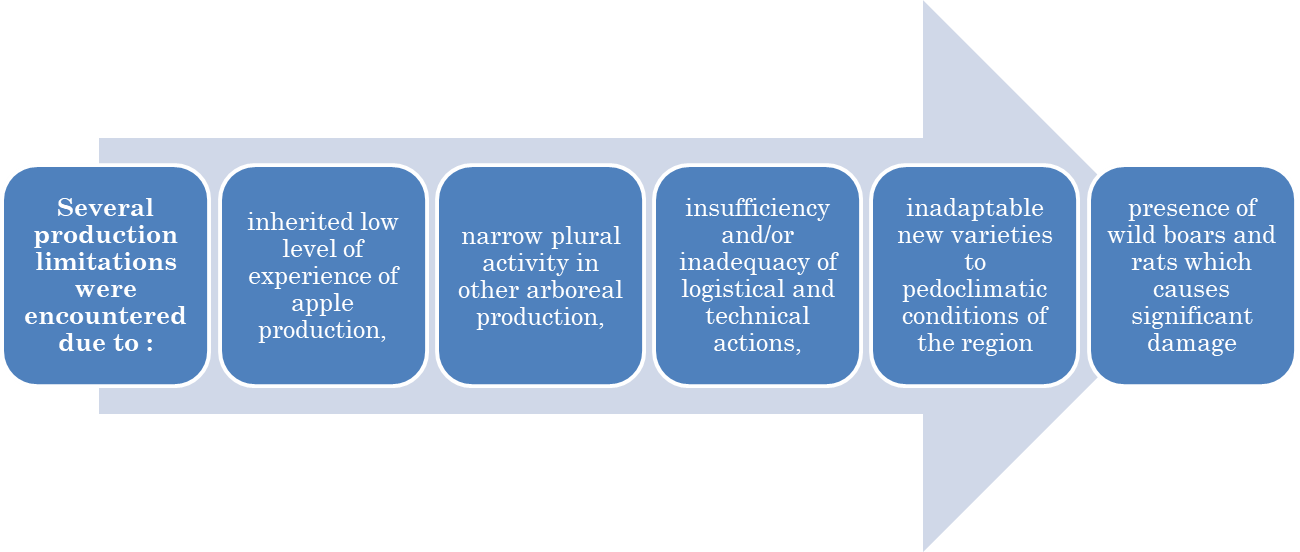 Several
production
limitations
were
encountered
due to :
inherited low
level of
experience of
apple
production,
narrow plural
activity in
other arboreal
production,
insufficiency
and/or
inadequacy of
logistical and
technical
actions,
inadaptable
new varieties
to
pedoclimatic
conditions of
the region
presence of
wild boars and
rats which
causes
significant
damage